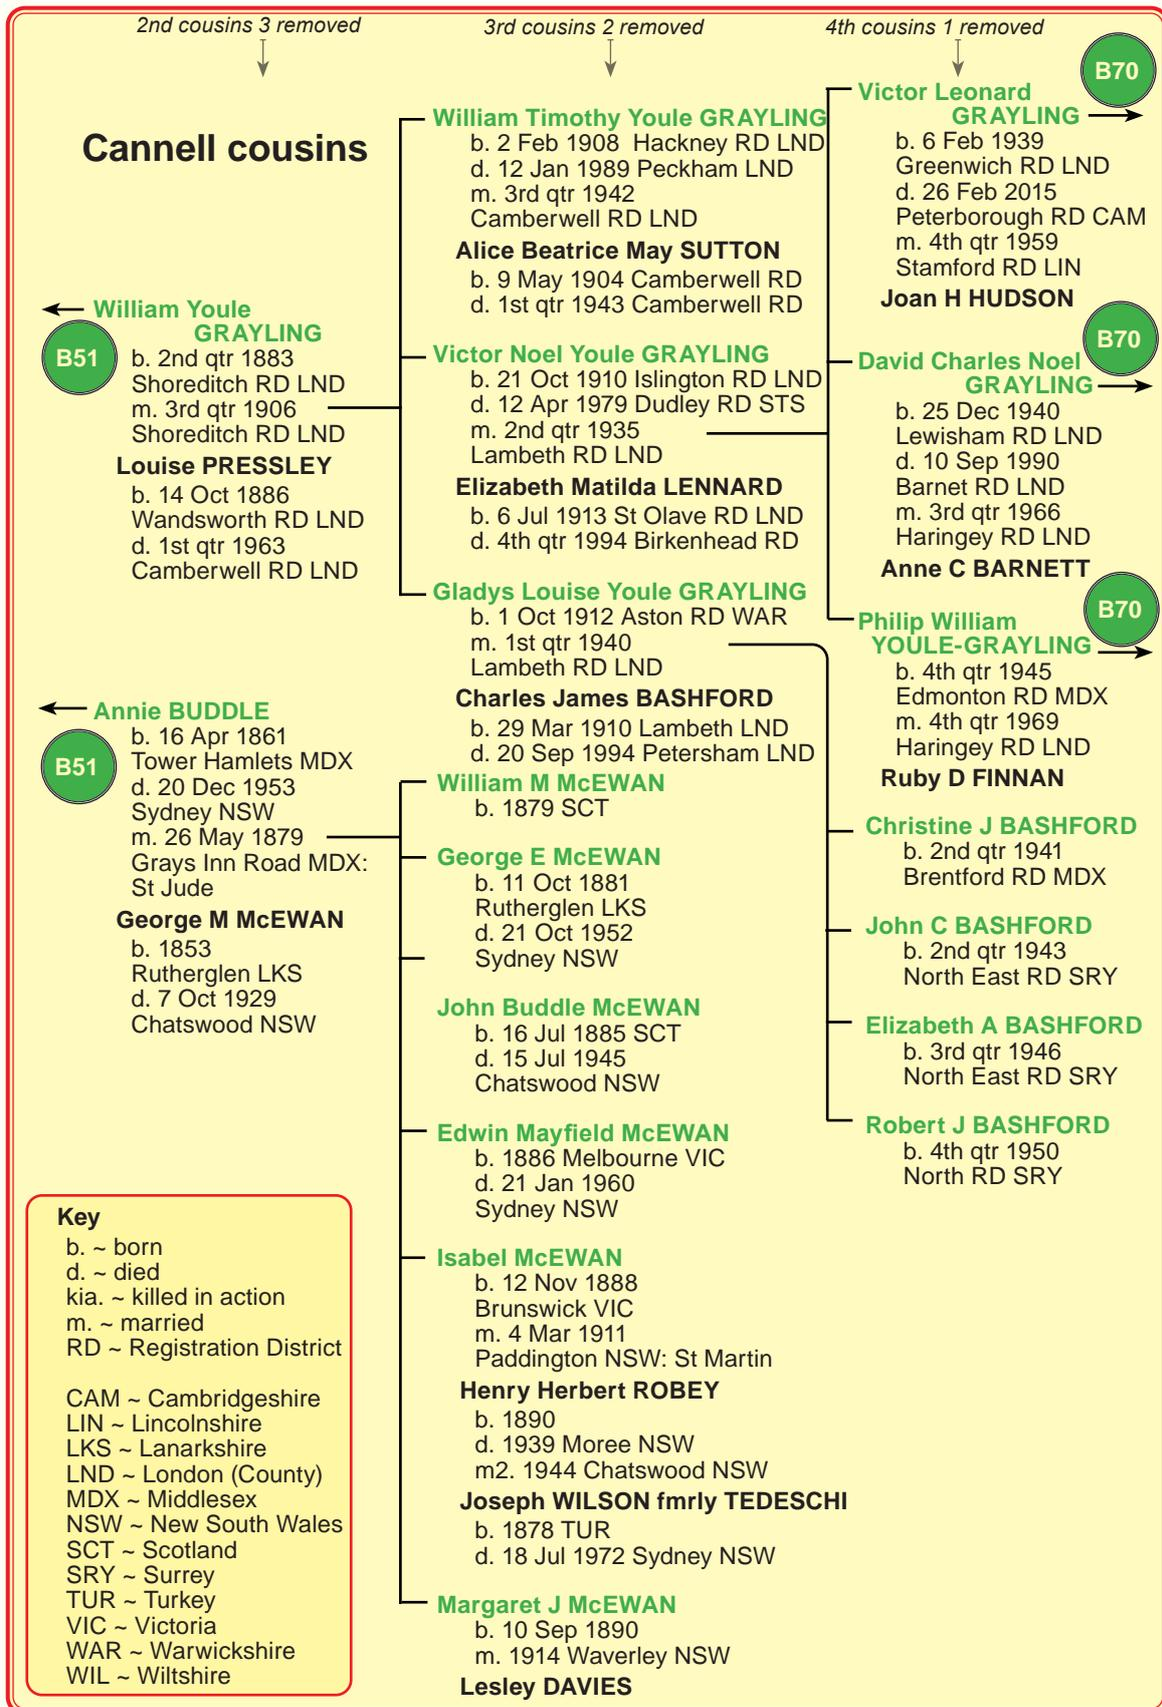 2nd cousins 3 removed
3rd cousins 2 removed
4th cousins 1 removed
Cannell cousins
William Youle
GRAYLING
B51
b. 2nd qtr 1883
Shoreditch RD LND
m. 3rd qtr 1906
Shoreditch RD LND
Louise PRESSLEY
b. 14 Oct 1886
Wandsworth RD LND
d. 1st qtr 1963
Camberwell RD LND
Annie BUDDLE
B51
b. 16 Apr 1861
Tower Hamlets MDX
d. 20 Dec 1953
Sydney NSW
m. 26 May 1879
Grays Inn Road MDX:
St Jude
George M McEWAN
b. 1853
Rutherglen LKS
d. 7 Oct 1929
Chatswood NSW
Key
b. ~ born
d. ~ died
kia. ~ killed in action
m. ~ married
RD ~ Registration District
CAM ~ Cambridgeshire
LIN ~ Lincolnshire
LKS ~ Lanarkshire
LND ~ London (County)
MDX ~ Middlesex
NSW ~ New South Wales
SCT ~ Scotland
SRY ~ Surrey
TUR ~ Turkey
VIC ~ Victoria
WAR ~ Warwickshire
WIL ~ Wiltshire
William Timothy Youle GRAYLING
b. 2 Feb 1908 Hackney RD LND
d. 12 Jan 1989 Peckham LND
m. 3rd qtr 1942
Camberwell RD LND
Alice Beatrice May SUTTON
b. 9 May 1904 Camberwell RD
d. 1st qtr 1943 Camberwell RD
Victor Noel Youle GRAYLING
b. 21 Oct 1910 Islington RD LND
d. 12 Apr 1979 Dudley RD STS
m. 2nd qtr 1935
Lambeth RD LND
Elizabeth Matilda LENNARD
b. 6 Jul 1913 St Olave RD LND
d. 4th qtr 1994 Birkenhead RD
Gladys Louise Youle GRAYLING
b. 1 Oct 1912 Aston RD WAR
m. 1st qtr 1940
Lambeth RD LND
Charles James BASHFORD
b. 29 Mar 1910 Lambeth LND
d. 20 Sep 1994 Petersham LND
William M McEWAN
b. 1879 SCT
George E McEWAN
b. 11 Oct 1881
Rutherglen LKS
d. 21 Oct 1952
Sydney NSW
John Buddle McEWAN
b. 16 Jul 1885 SCT
d. 15 Jul 1945
Chatswood NSW
Edwin Mayfield McEWAN
b. 1886 Melbourne VIC
d. 21 Jan 1960
Sydney NSW
Isabel McEWAN
b. 12 Nov 1888
Brunswick VIC
m. 4 Mar 1911
Paddington NSW: St Martin
Henry Herbert ROBEY
b. 1890
d. 1939 Moree NSW
m2. 1944 Chatswood NSW
Joseph WILSON fmrly TEDESCHI
b. 1878 TUR
d. 18 Jul 1972 Sydney NSW
Margaret J McEWAN
b. 10 Sep 1890
m. 1914 Waverley NSW
Lesley DAVIES
B70
Victor Leonard
GRAYLING
b. 6 Feb 1939
Greenwich RD LND
d. 26 Feb 2015
Peterborough RD CAM
m. 4th qtr 1959
Stamford RD LIN
Joan H HUDSON
B70
David Charles Noel
GRAYLING
b. 25 Dec 1940
Lewisham RD LND
d. 10 Sep 1990
Barnet RD LND
m. 3rd qtr 1966
Haringey RD LND
Anne C BARNETT
B70
Philip William
YOULE-GRAYLING
b. 4th qtr 1945
Edmonton RD MDX
m. 4th qtr 1969
Haringey RD LND
Ruby D FINNAN
Christine J BASHFORD
b. 2nd qtr 1941
Brentford RD MDX
John C BASHFORD
b. 2nd qtr 1943
North East RD SRY
Elizabeth A BASHFORD
b. 3rd qtr 1946
North East RD SRY
Robert J BASHFORD
b. 4th qtr 1950
North RD SRY